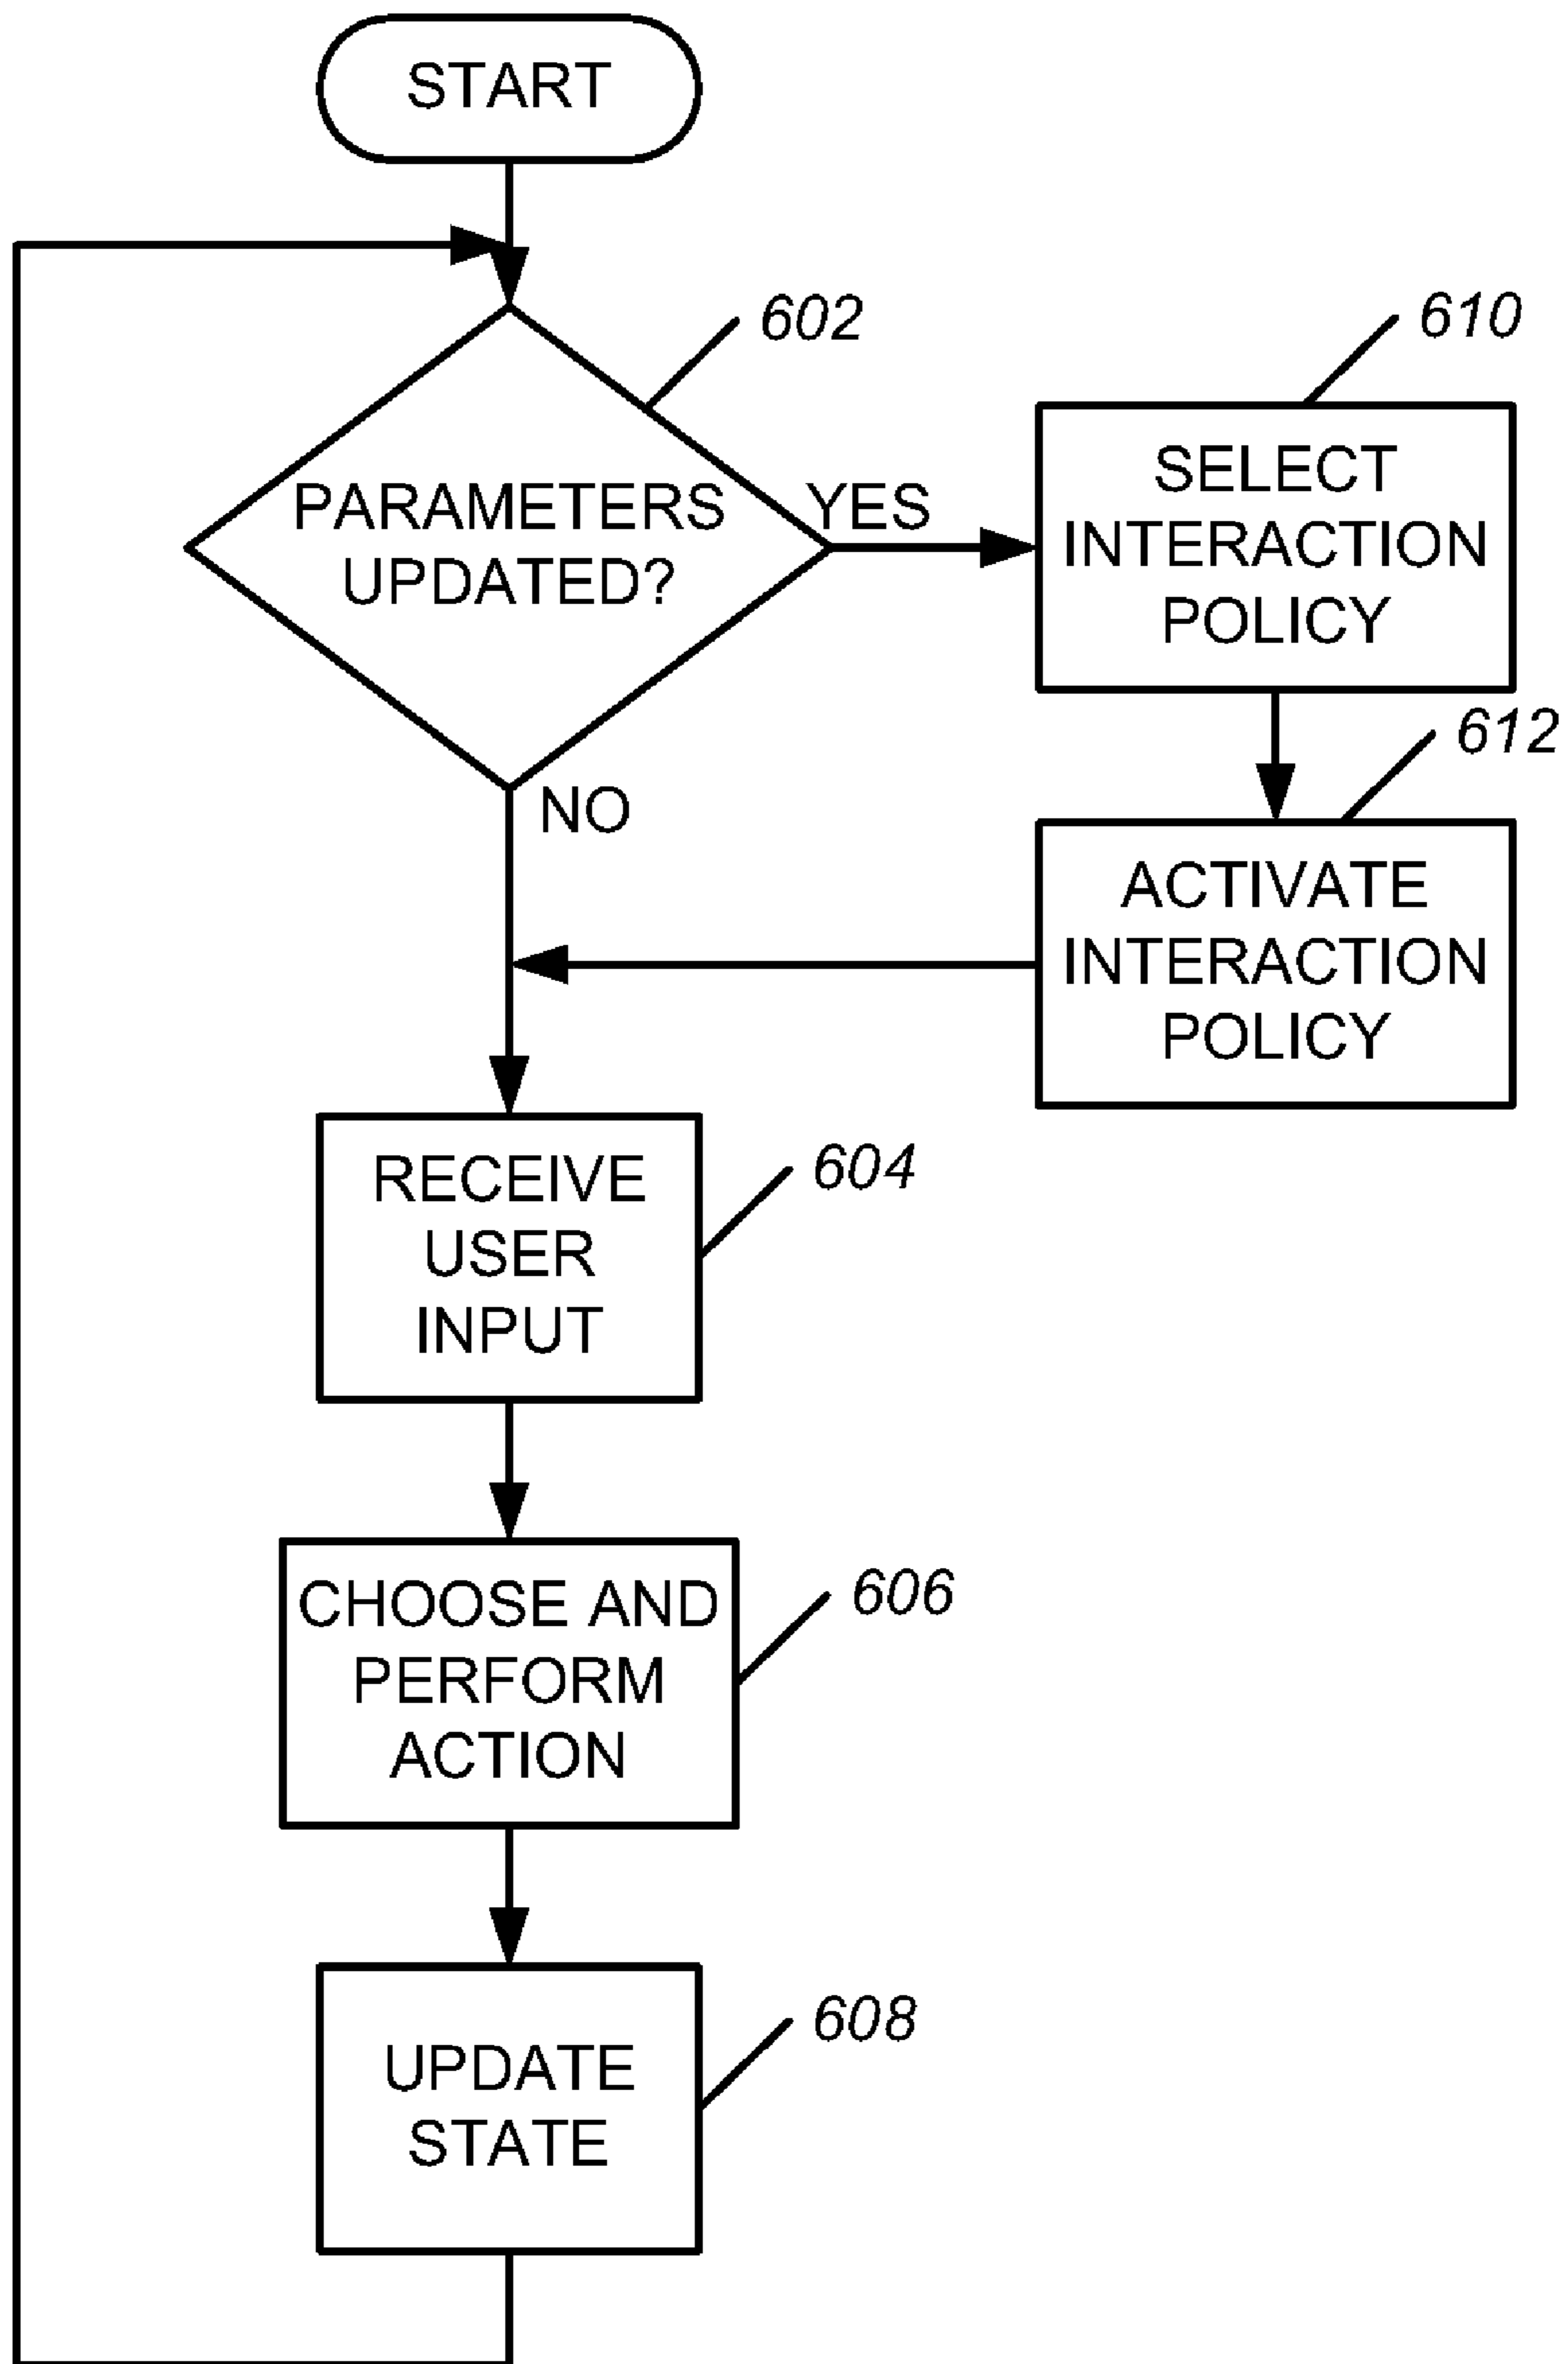 START
602
610
PARAMETERS
UPDATED?
YES
SELECT
INTERACTION
POLICY
NO
612
ACTIVATE
INTERACTION
POLICY
RECEIVE
USER
INPUT
604
CHOOSE AND
PERFORM
ACTION
606
UPDATE
STATE
608